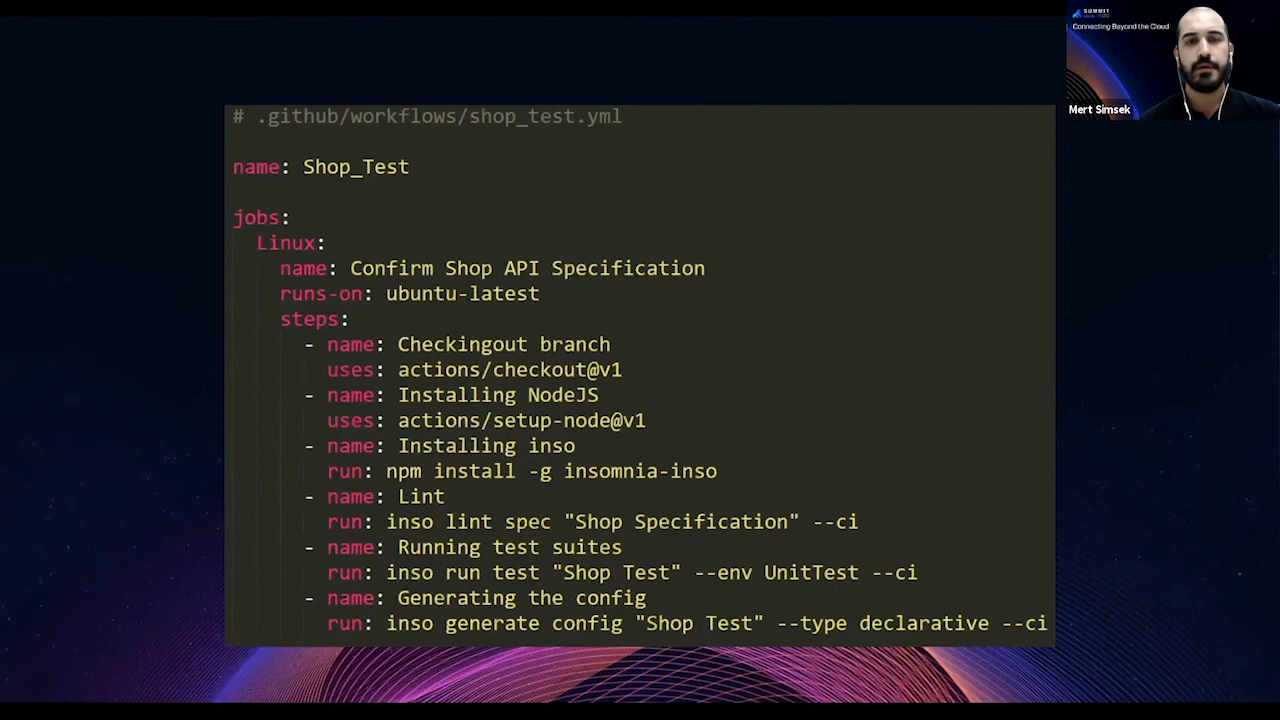 # .github/workflows/shop_test.yml
name: Shop_Test
jobs:
Linux:
name: Confirm Shop API Specification
runs-on: ubuntu-latest
steps:
- name: Checkingout branch
uses: actions/checkout@v1
- name: Installing NodeJS
uses: actions/setup-node@v1
- name: Installing inso
run: npm install -g insomnia-inso
- name: Lint
run: inso lint spec "Shop Specification" --ci
- name: Running test suites
run: inso run test "Shop Test" --env UnitTest --ci
- name: Generating the config
run: inso generate config "Shop Test" --type declarative --ci
SUMMIT
Connecting Beyond the Cloud
Mert Simsek